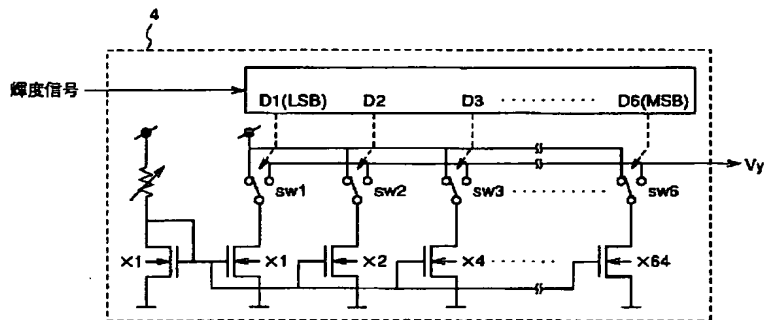 4
輝度信号
D1(LSB) D2 D3 ········· D6(MSB)
Vy
sw1 sw2 sw3 ········· sw6
×1 ×1 ×2 ×4 ······· ×64